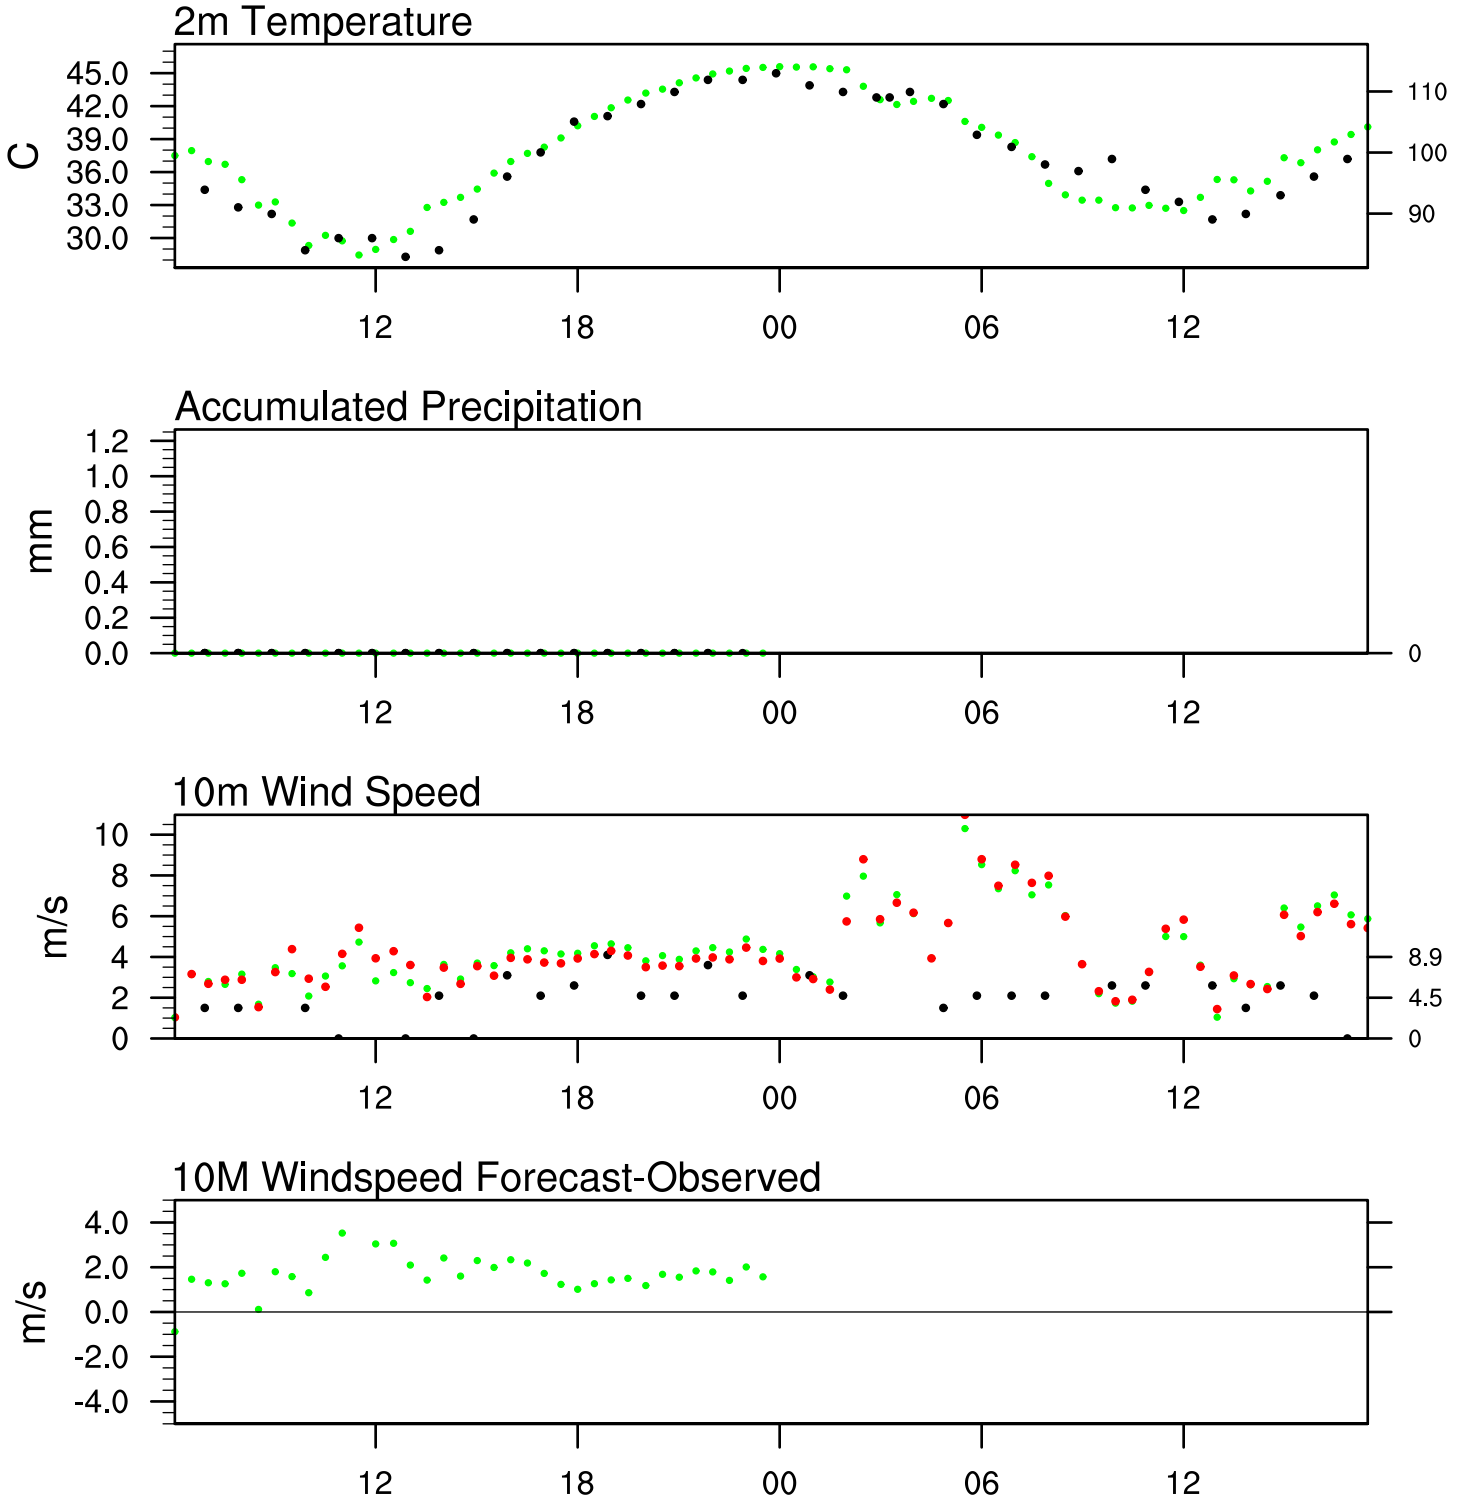 2m Temperature
45.0
42.0
39.0
36.0
33.0
30.0
C
110
100
90
12 18 00 06 12
Accumulated Precipitation
1.2
1.0
0.8
0.6
0.4
0.2
0.0
mm
0
12 18 00 06 12
10m Wind Speed
10
8
6
4
2
0
m/s
8.9
4.5
0
12 18 00 06 12
10M Windspeed Forecast-Observed
4.0
2.0
0.0
-2.0
-4.0
m/s
12 18 00 06 12